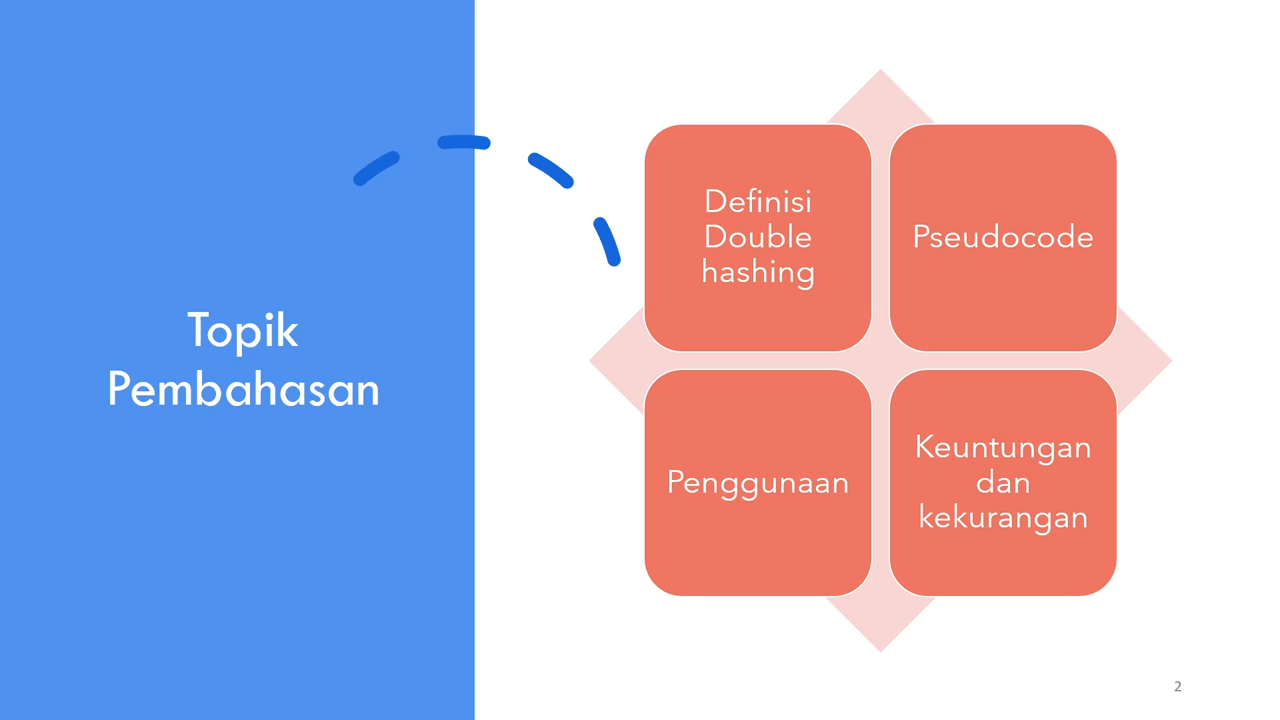 Topik
Pembahasan
Definisi
Double
hashing
Pseudocode
Penggunaan
Keuntungan
dan
kekurangan
2